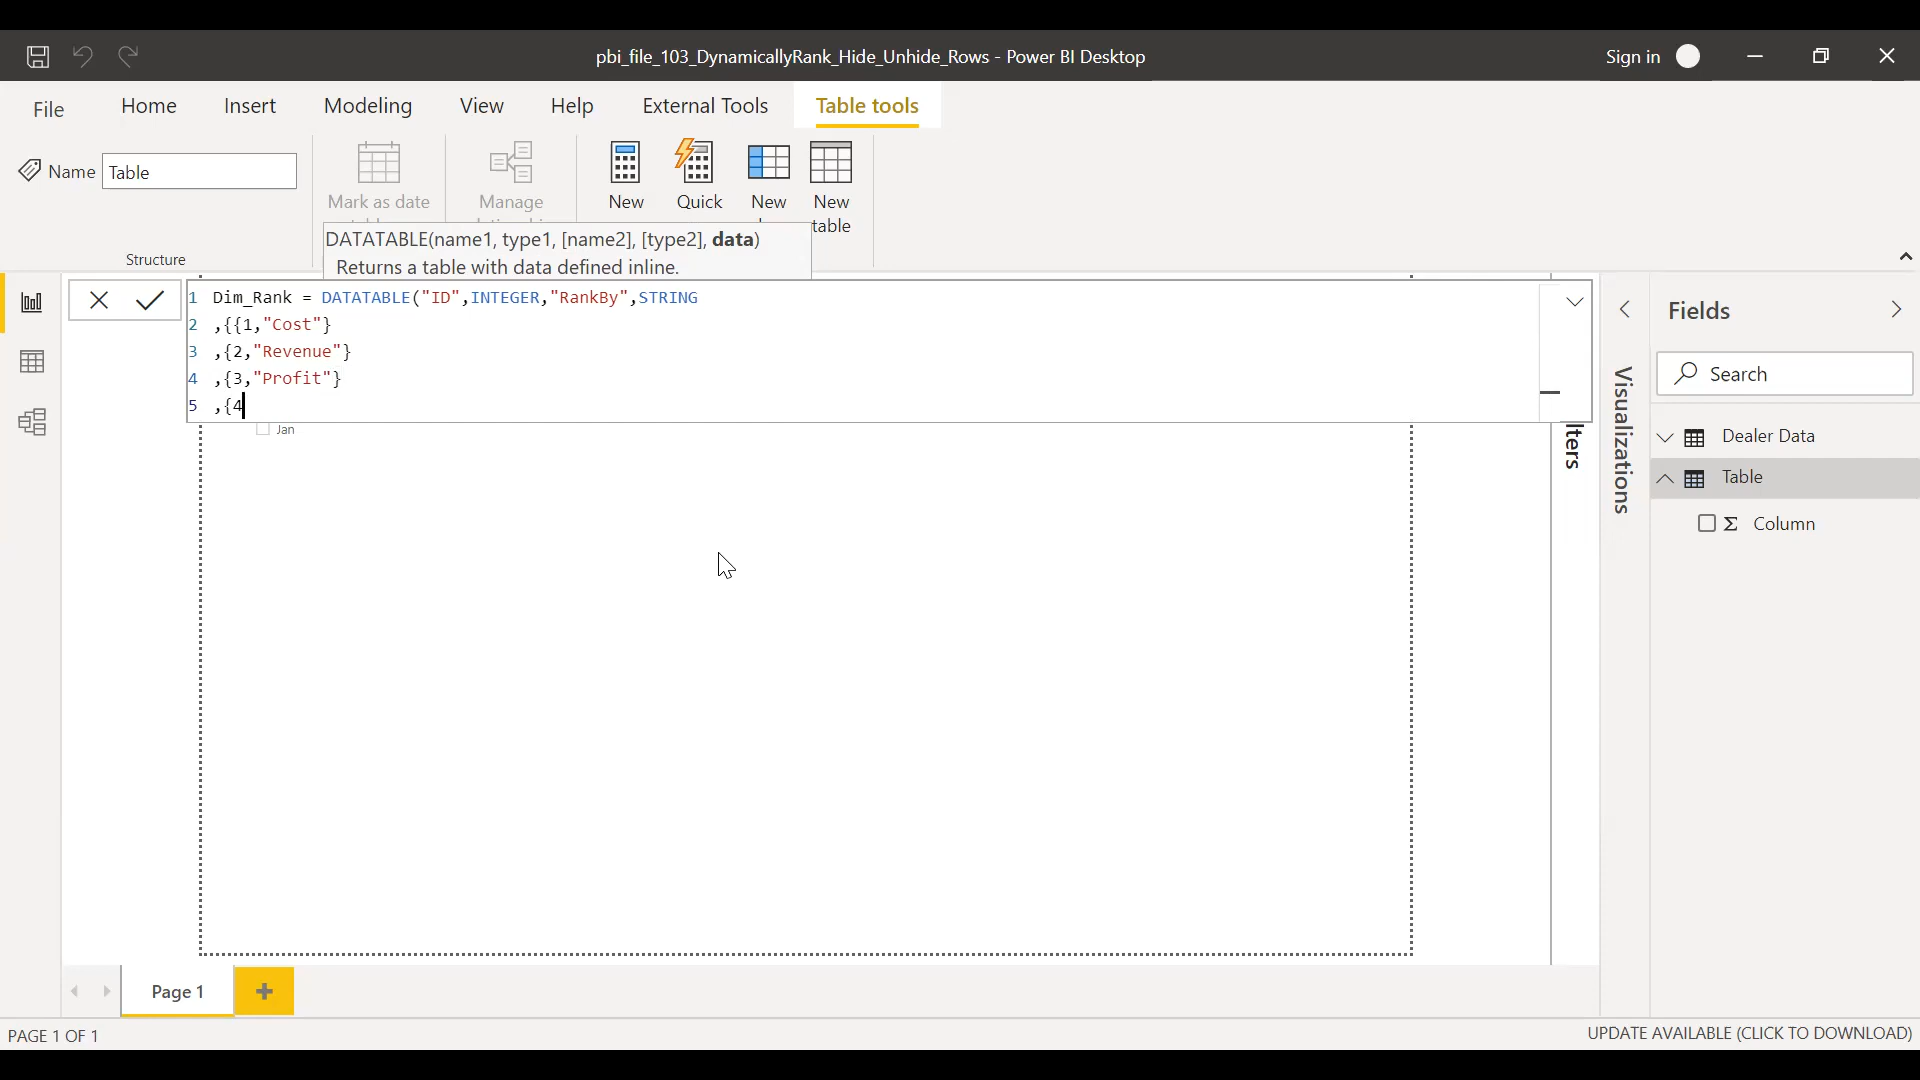 pbi_file_103_DynamicallyRank_Hide_Unhide_Rows - Power BI Desktop
Sign in
File
Home
Insert
Modeling
View
Help
External Tools
Table tools
Name
Table
Mark as date
Manage
New
Quick
New
New
table
Structure
DATATABLE(name1, type1, [name2], [type2], data)
Returns a table with data defined inline.
1 Dim_Rank = DATATABLE("ID",INTEGER,"RankBy",STRING
2 ,{{1,"Cost"}
3 ,{2,"Revenue"}
4 ,{3,"Profit"}
5 ,{4
Jan
lters
Visualizations
Fields
Search
Dealer Data
Table
Σ Column
Page 1
PAGE 1 OF 1
UPDATE AVAILABLE (CLICK TO DOWNLOAD)